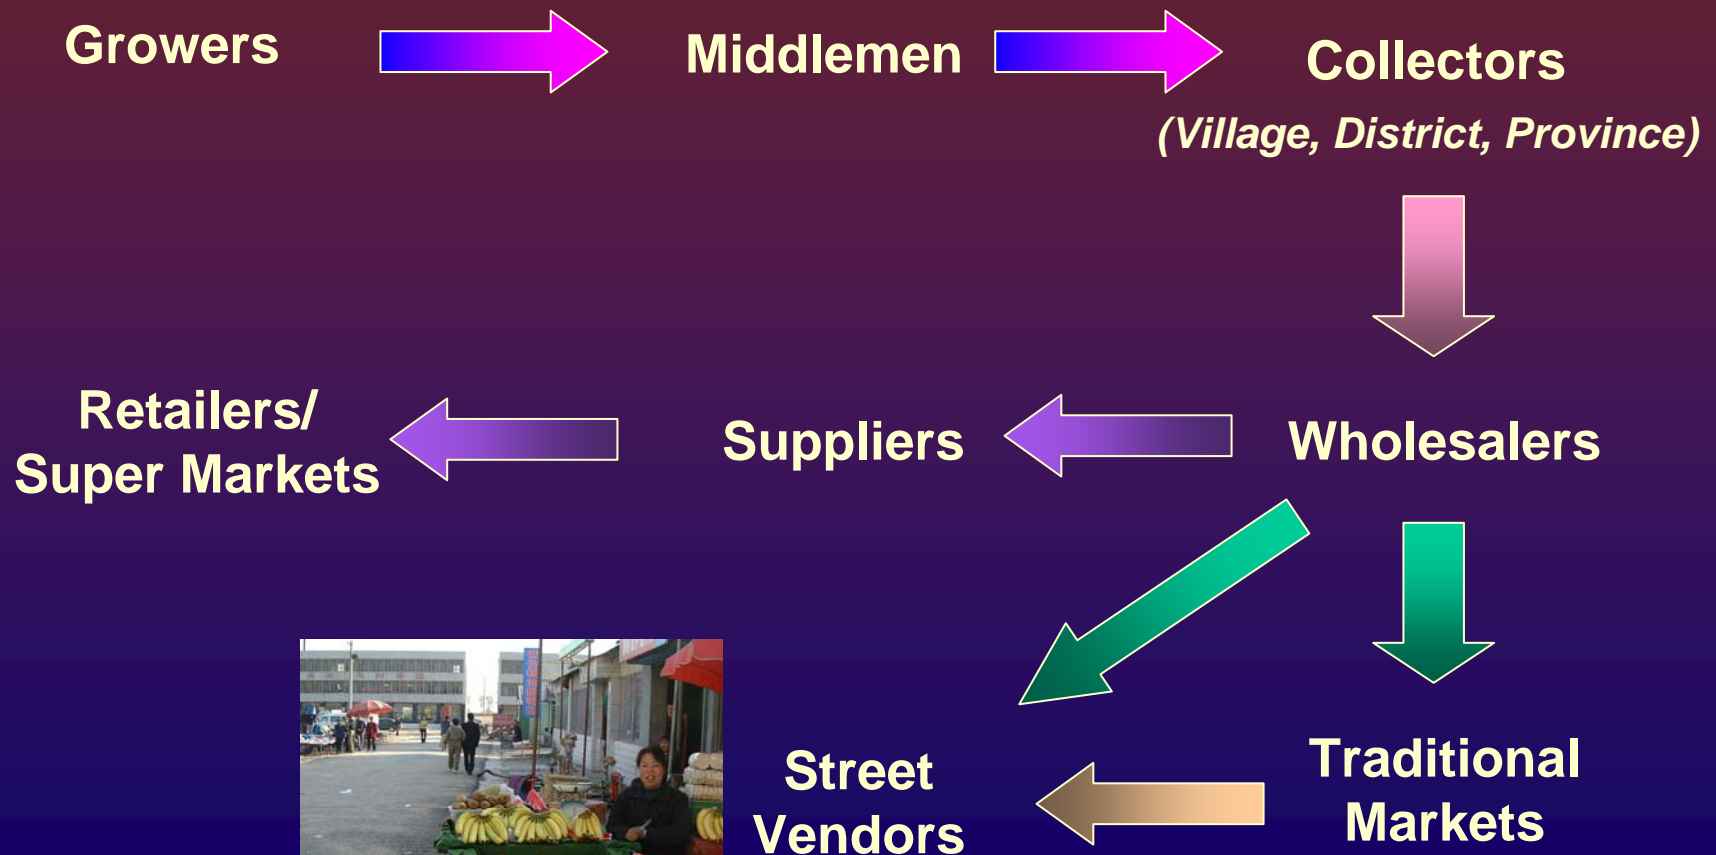 Growers
Middlemen
Collectors
(Village, District, Province)
Retailers/
Super Markets
Suppliers
Wholesalers
Street
Vendors
Traditional
Markets